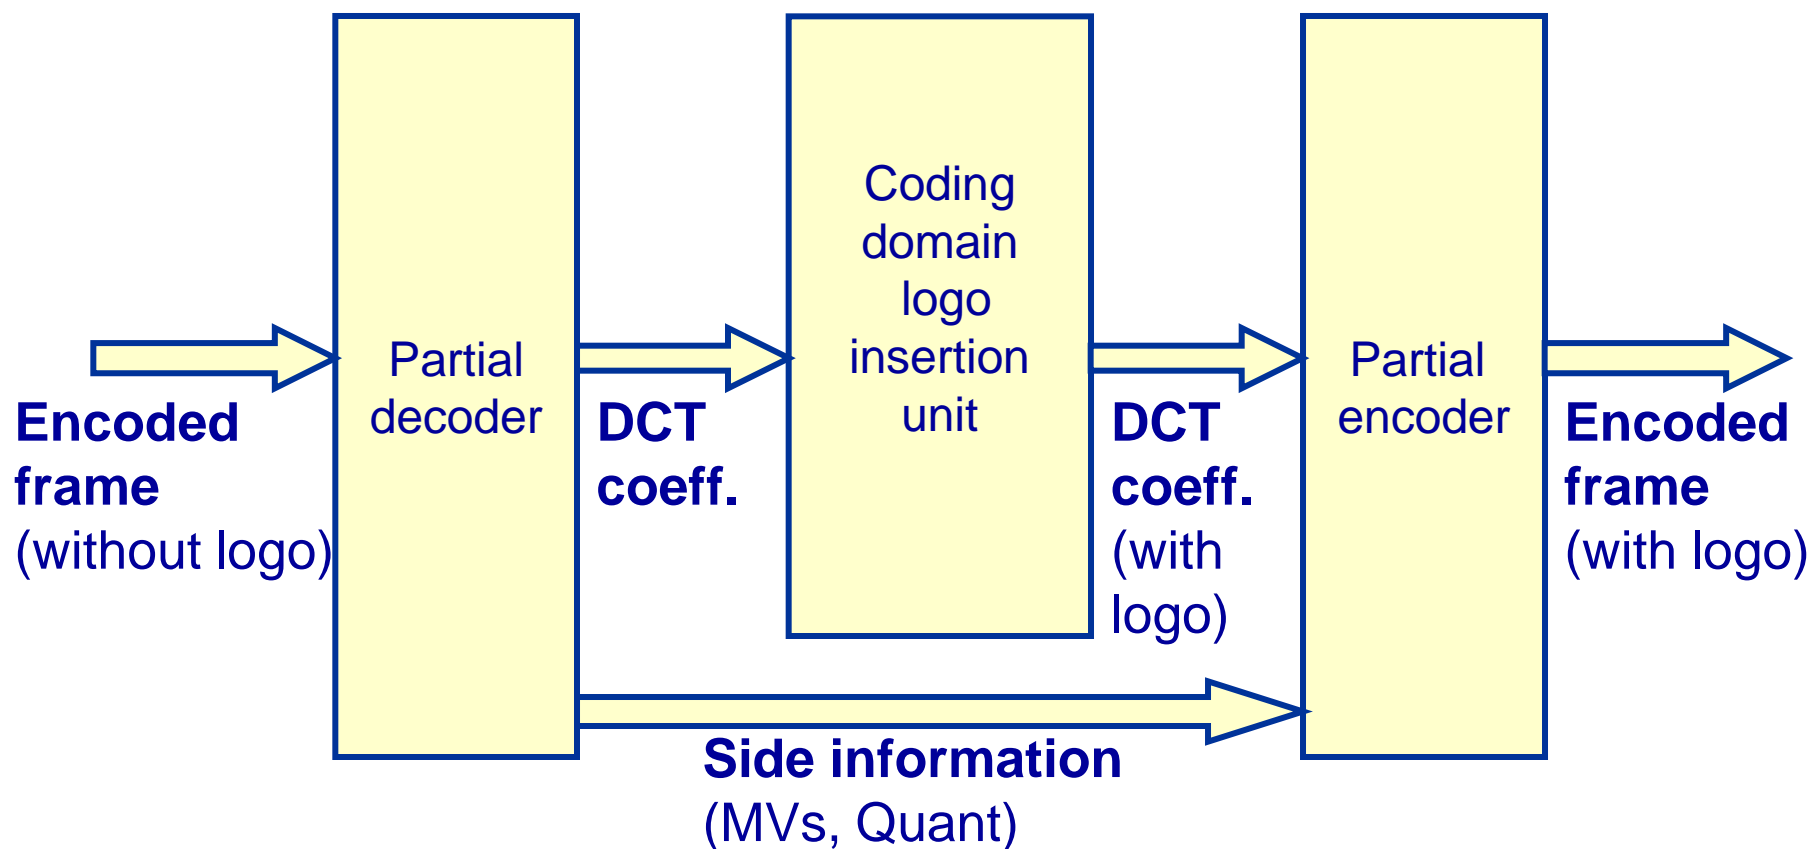 Encoded
frame
(without logo)
Partial
decoder
DCT
coeff.
Coding
domain
logo
insertion
unit
DCT
coeff.
(with
logo)
Partial
encoder
Encoded
frame
(with logo)
Side information
(MVs, Quant)